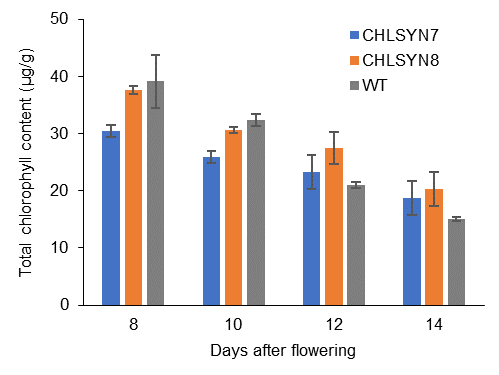 50
40
30
20
10
0
Total chlorophyll content (µg/g)
CHLSYN7
CHLSYN8
WT
8 10 12 14
Days after flowering